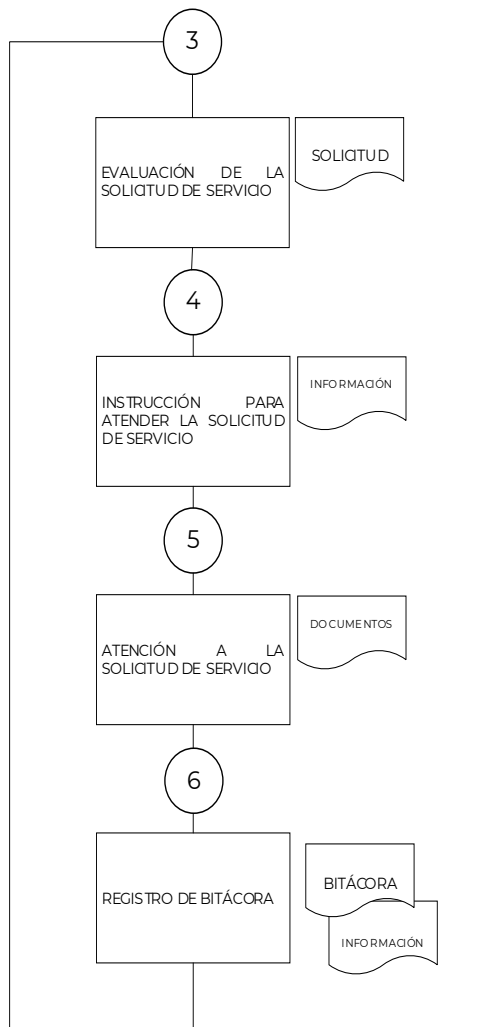 3
EVALUACIÓN DE LA
SOLICITUD DE SERVICIO
SOLICITUD
4
INSTRUCCIÓN PARA
ATENDER LA SOLICITUD
DE SERVICIO
INFORMACIÓN
5
ATENCIÓN A LA
SOLICITUD DE SERVICIO
DOCUMENTOS
6
REGISTRO DE BITÁCORA
BITÁCORA
INFORMACIÓN